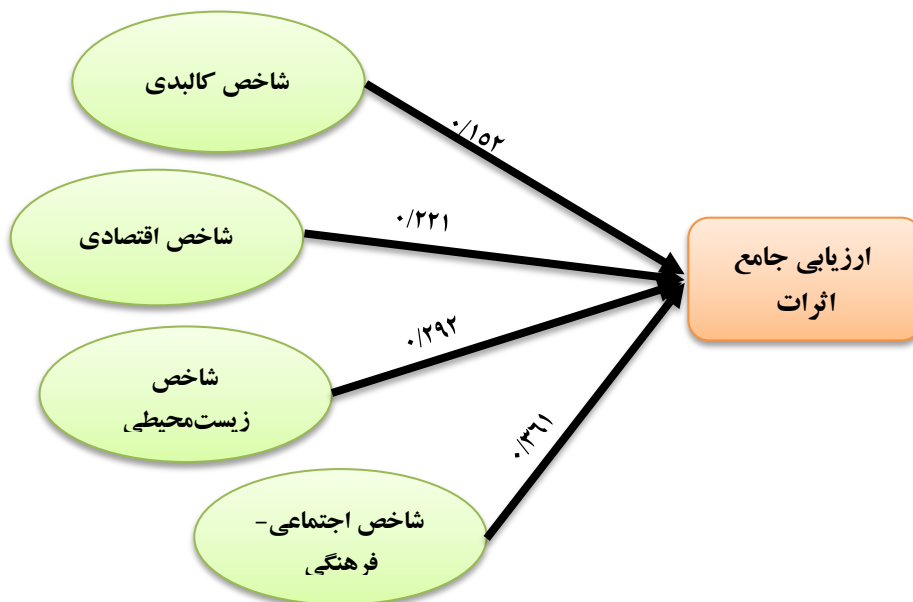 شاخص کالبدی
۰/۱۵۲
شاخص اقتصادی
۰/۲۲۱
ارزیابی جامع
اثرات
شاخص
زیست‌محیطی
۰/۲۹۲
شاخص اجتماعی-
فرهنگی
۰/۳۶۱